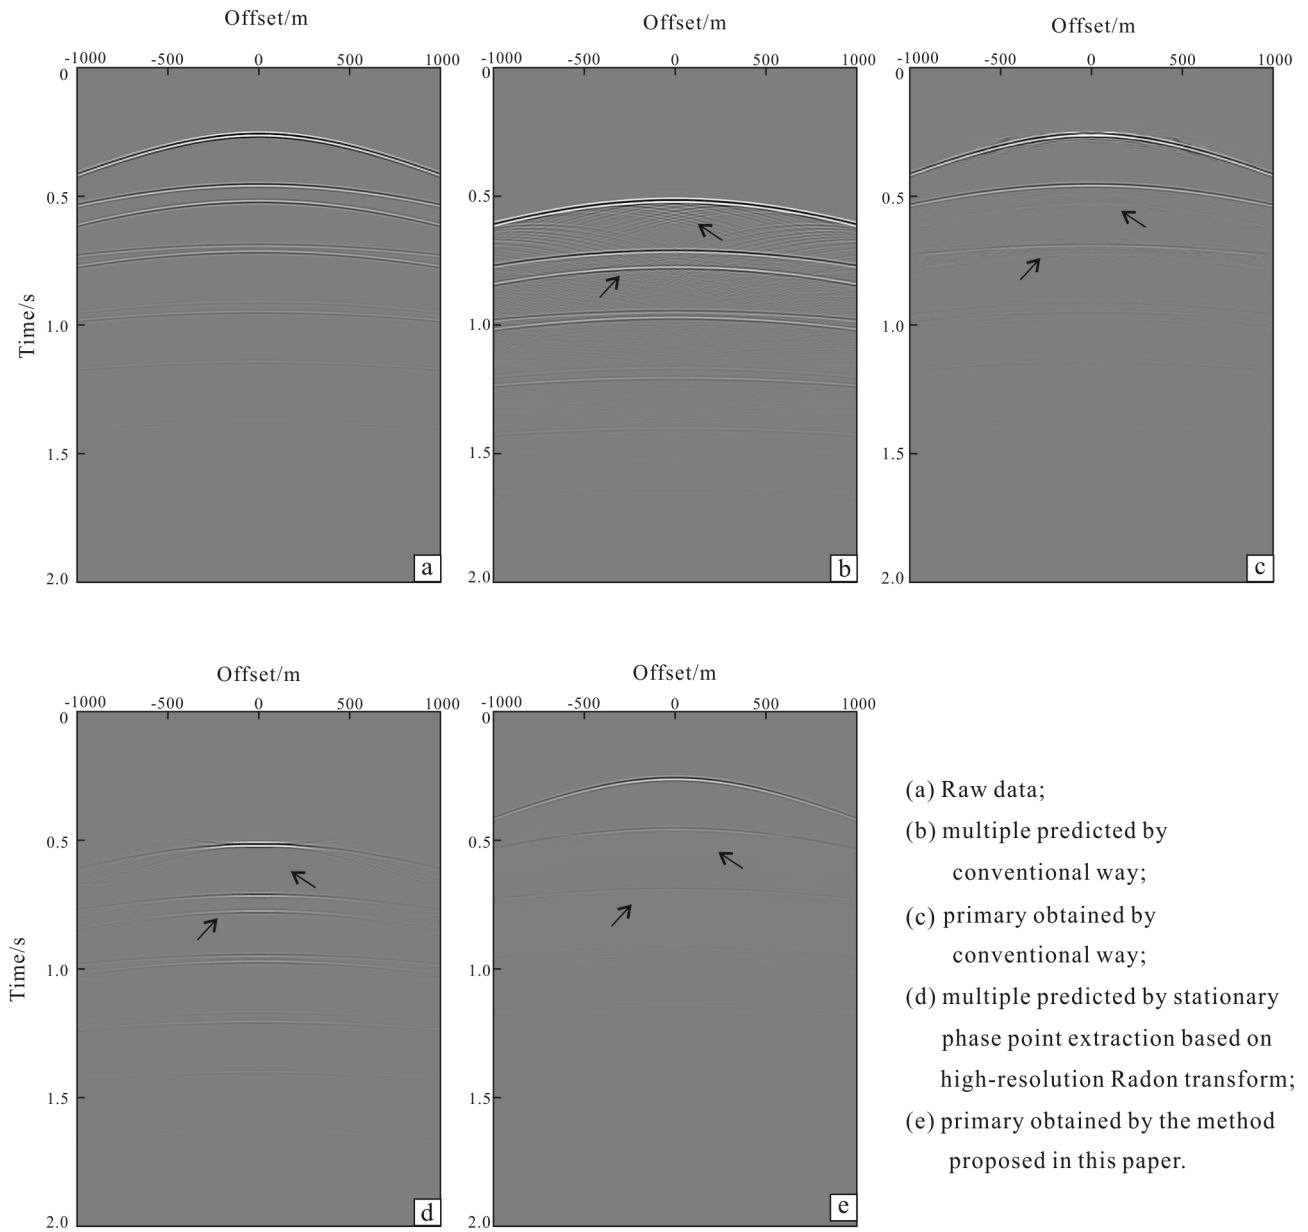 Offset/m
Offset/m
Offset/m
-1000 -500 0 500 1000
-1000 -500 0 500 1000
-1000 -500 0 500 1000
0
0.5
1.0
1.5
2.0
Time/s
a
0
0.5
1.0
1.5
2.0
b
0
0.5
1.0
1.5
2.0
c
Offset/m
Offset/m
-1000 -500 0 500 1000
-1000 -500 0 500 1000
0
0.5
1.0
1.5
2.0
Time/s
d
0
0.5
1.0
1.5
2.0
e
(a) Raw data;
(b) multiple predicted by
conventional way;
(c) primary obtained by
conventional way;
(d) multiple predicted by stationary
phase point extraction based on
high-resolution Radon transform;
(e) primary obtained by the method
proposed in this paper.